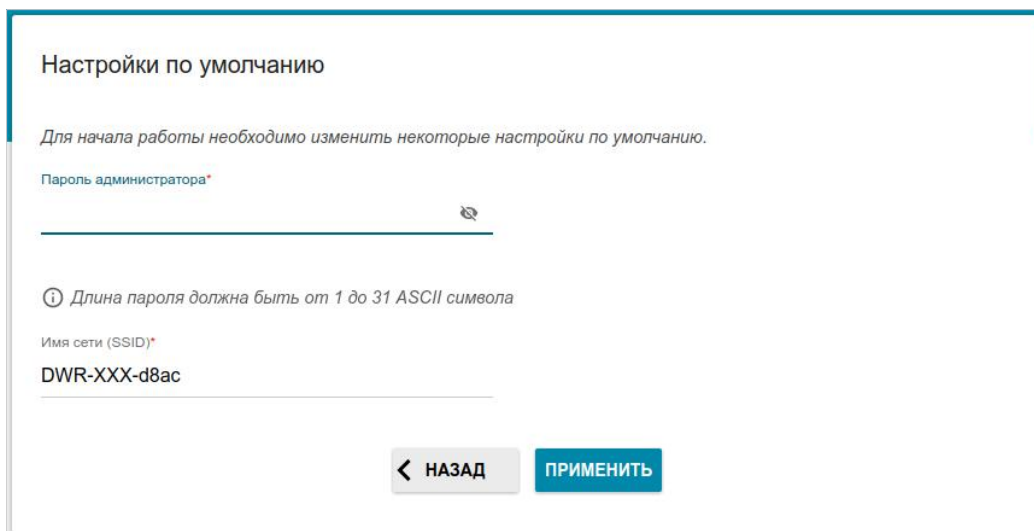 Настройки по умолчанию
Для начала работы необходимо изменить некоторые настройки по умолчанию.
Пароль администратора*
Длина пароля должна быть от 1 до 31 ASCII символа
Имя сети (SSID)*
DWR-XXX-d8ac
НАЗАД
ПРИМЕНИТЬ